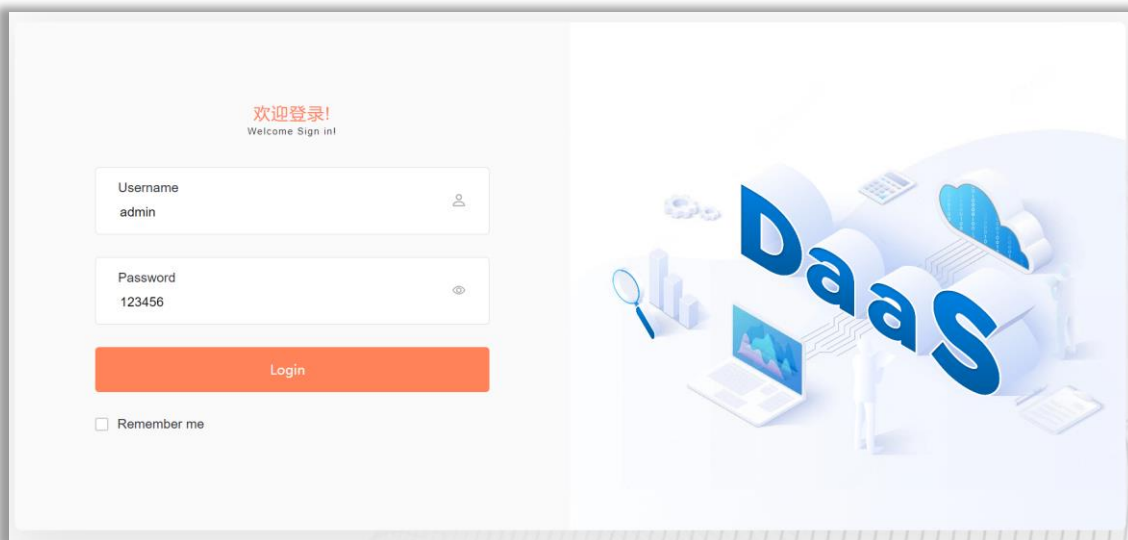 欢迎登录!
Welcome Sign in!
Username
admin
Password
123456
Login
Remember me
DaaS